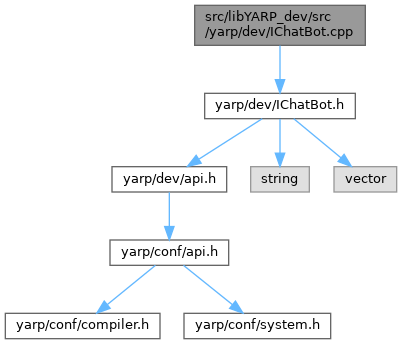 src/libYARP_dev/src
/yarp/dev/IChatBot.cpp
yarp/dev/IChatBot.h
yarp/dev/api.h
string
vector
yarp/conf/api.h
yarp/conf/compiler.h
yarp/conf/system.h